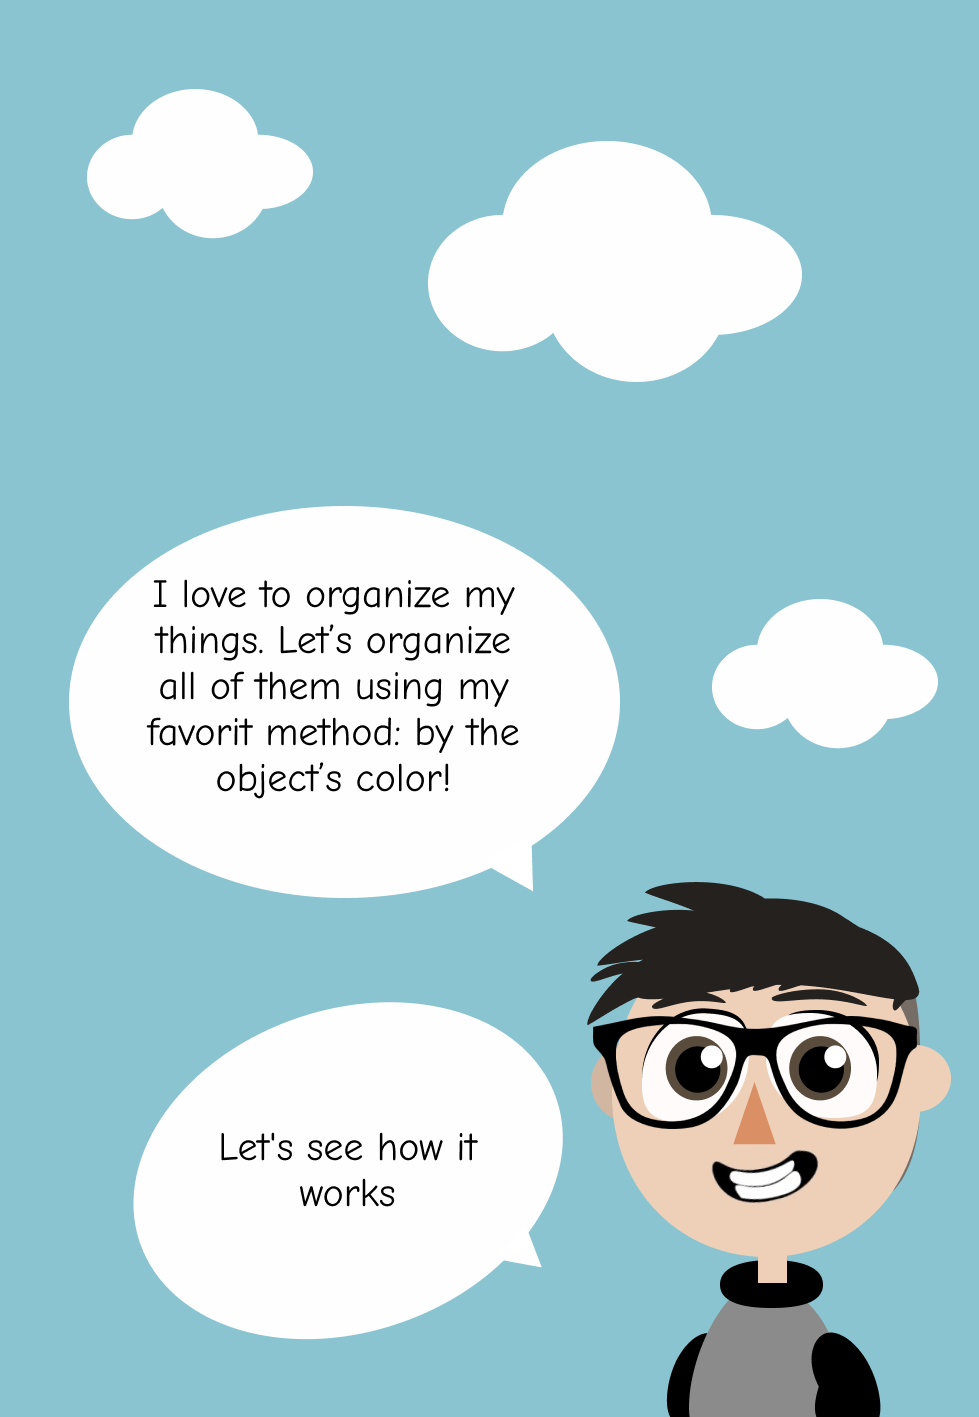 I love to organize my
things. Let’s organize
all of them using my
favorit method: by the
object’s color!
Let's see how it
works